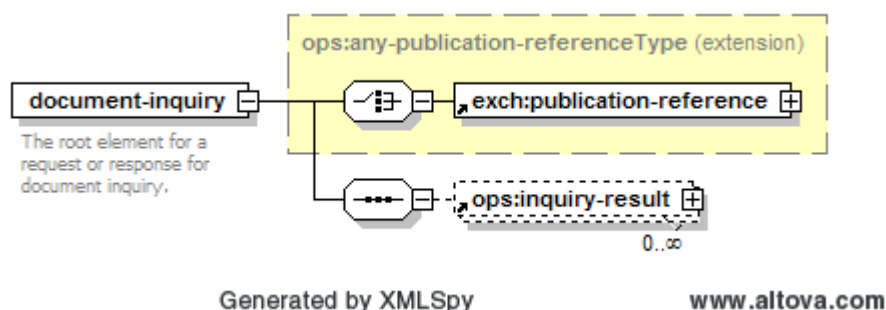 ops:any-publication-referenceType (extension)
document-inquiry
exch:publication-reference
The root element for a
request or response for
document inquiry.
ops:inquiry-result
0..∞
Generated by XMLSpy
www.altova.com